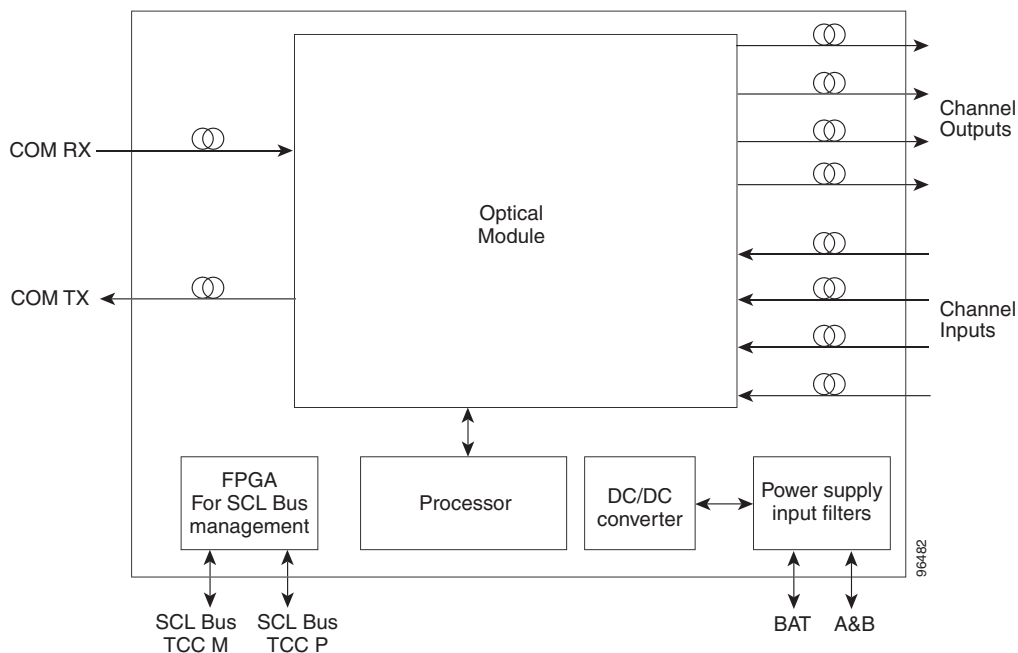 COM RX
Channel
Outputs
Optical
Module
COM TX
Channel
Inputs
FPGA
For SCL Bus
management
Processor
DC/DC
converter
Power supply
input filters
96482
SCL Bus
TCC M
SCL Bus
TCC P
BAT
A&B